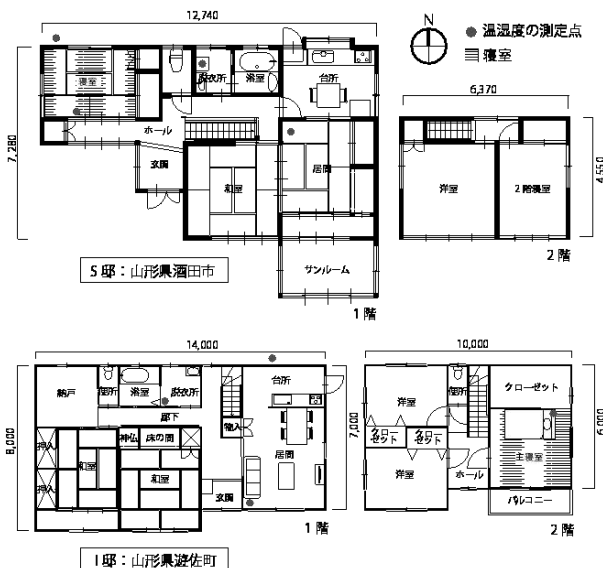 12,740
N
温湿度の測定点
寝室
寝室
脱衣所
浴室
台所
6,370
7,280
ホール
玄関
和室
居間
洋室
2階寝室
4,550
2階
サンルーム
S邸：山形県酒田市
1階
14,000
10,000
納戸
便所
浴室
脱衣所
台所
廊下
物入
8,000
押入
押入
和室
神仏
床の間
和室
居間
玄関
1階
7,000
洋室
便所
クローゼット
クロー
ゼット
クロ
ゼット
洋室
ホール
主寝室
6,000
バルコニー
2階
I邸：山形県遊佐町